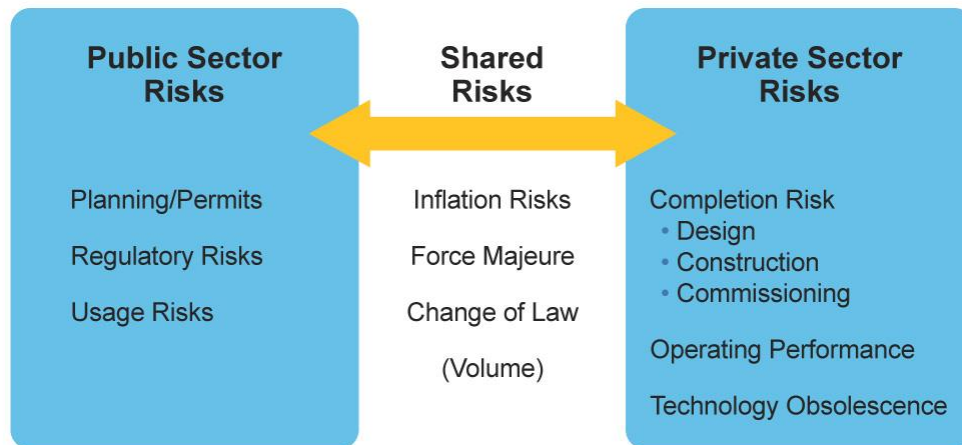 Public Sector
Risks
Planning/Permits
Regulatory Risks
Usage Risks
Shared
Risks
Inflation Risks
Force Majeure
Change of Law
(Volume)
Private Sector
Risks
Completion Risk
• Design
• Construction
• Commissioning
Operating Performance
Technology Obsolescence